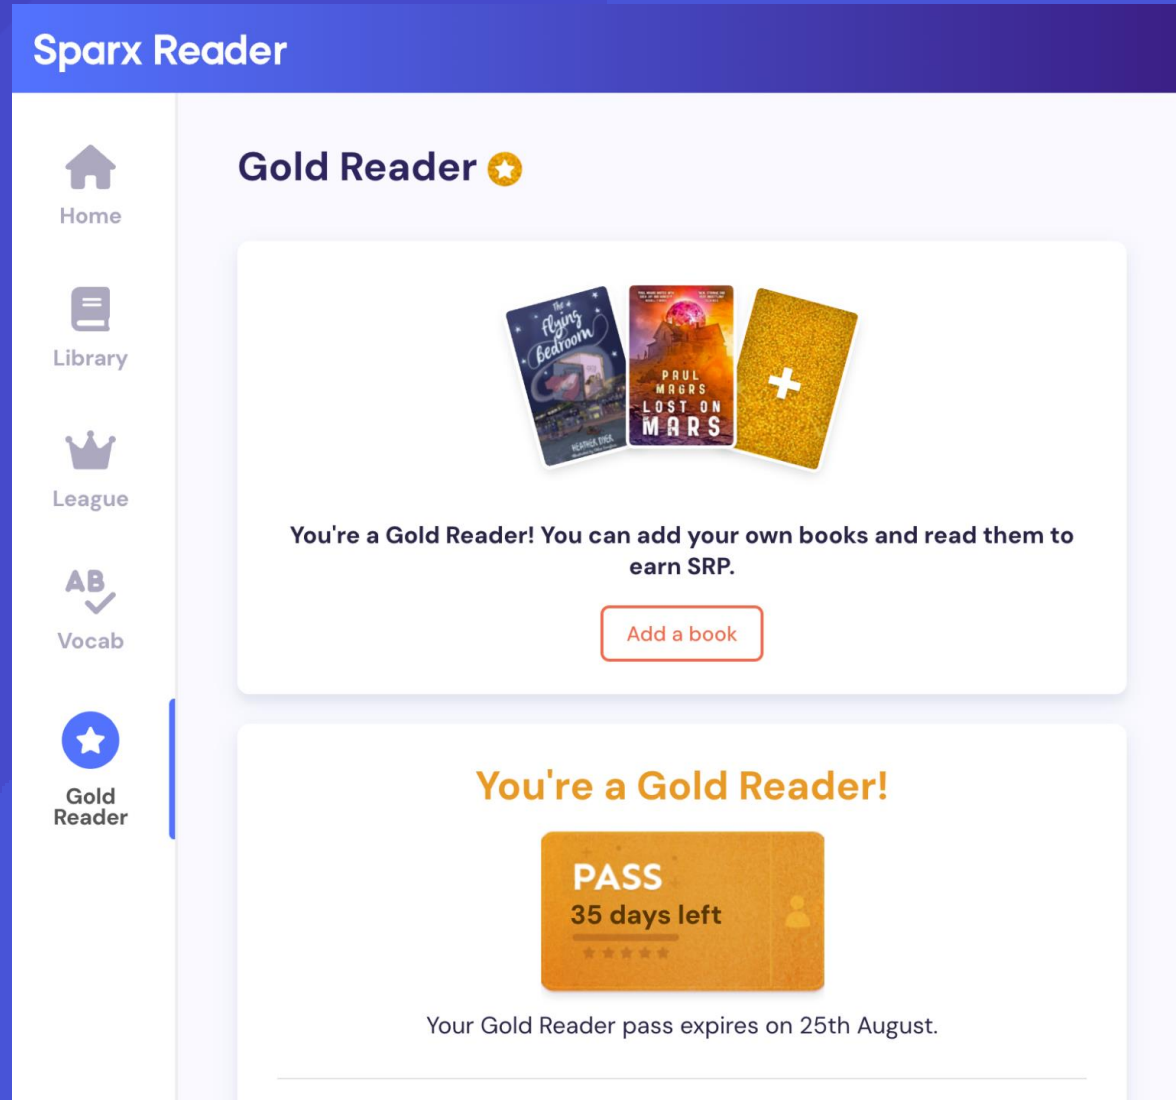 Sparx Reader
Home
Library
League
AB
Vocab
Gold
Reader
Gold Reader
The
Flying
Bedroom
HEATHER DYER
PAUL
MAGRS
LOST ON
MARS
You're a Gold Reader! You can add your own books and read them to
earn SRP.
Add a book
You're a Gold Reader!
PASS
35 days left
Your Gold Reader pass expires on 25th August.